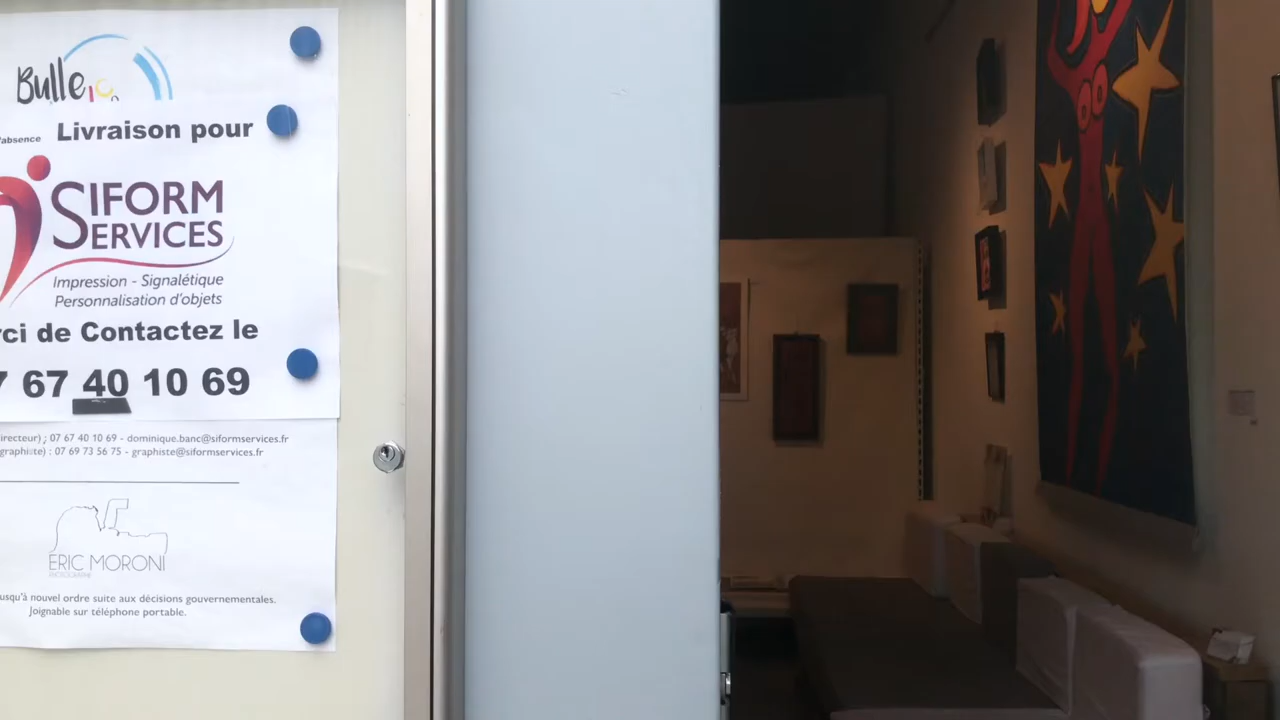 Bulle
'absence Livraison pour
SIFORM
SERVICES
Impression - Signalétique
Personnalisation d'objets
rci de Contactez le
7 67 40 10 69
irecteur) : 07 67 40 10 69 - dominique.banc@siformservices.fr
graphiste) : 07 69 73 56 75 - graphiste@siformservices.fr
ERIC MORONI
PHOTOGRAPHE
usqu'à nouvel ordre suite aux décisions gouvernementales.
Joignable sur téléphone portable.